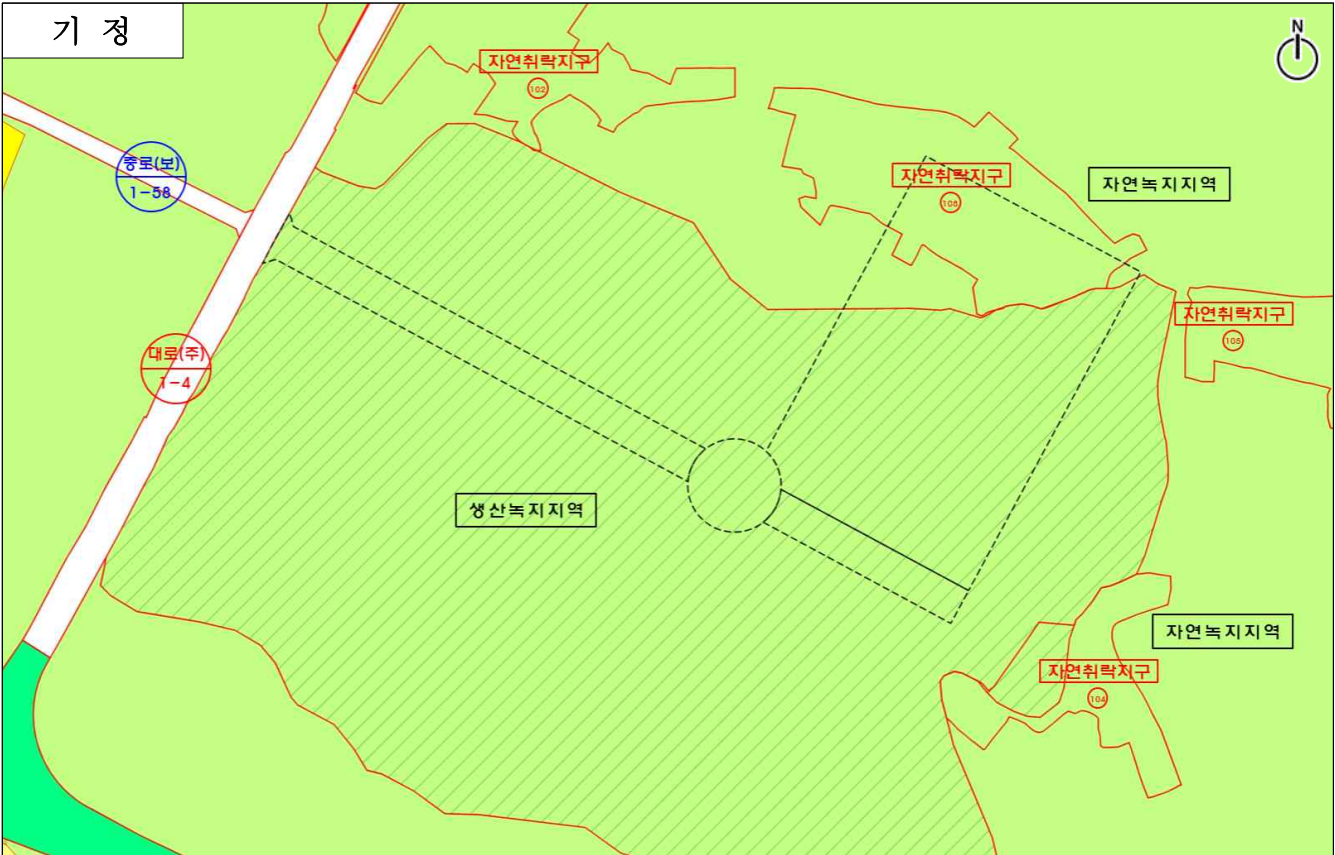 기 정
N
자연취락지구
102
중로(보)
1-58
자연취락지구
108
자연녹지지역
자연취락지구
105
대로(주)
1-4
생산녹지지역
자연녹지지역
자연취락지구
104